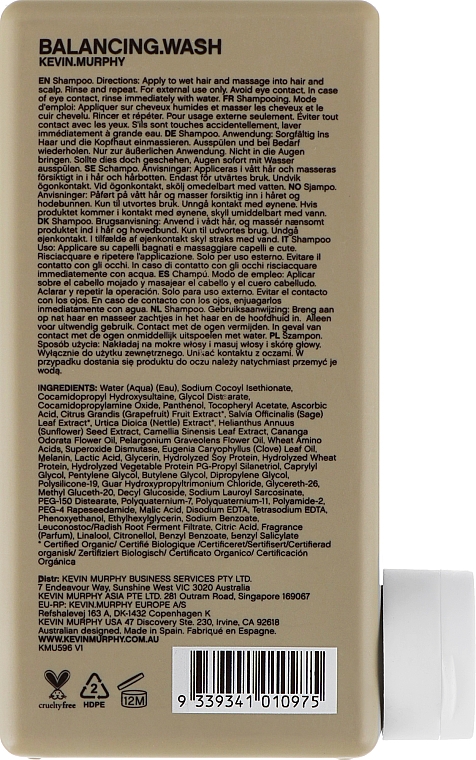 BALANCING.WASH
KEVIN.MURPHY
EN Shampoo. Directions: Apply to wet hair and massage into hair and
scalp. Rinse and repeat. For external use only. Avoid eye contact. In case
of eye contact, rinse immediately with water. FR Shampooing. Mode
d'emploi: Appliquer sur cheveux humides et masser les cheveux et le
cuir chevelu. Rincer et répéter. Pour usage externe seulement. Éviter tout
contact avec les yeux. S'ils sont touches accidentellement, laver
immédiatement à grande eau. DE Shampoo. Anwendung: Sorgfältig ins
Haar und die Kopfhaut einmassieren. Ausspülen und bei Bedarf
wiederholen. Nur zur äußerlichen Anwendung. Nicht in die Augen
bringen. Sollte dies doch geschehen, Augen sofort mit Wasser
ausspülen. SE Schampo. Anvisningar: Appliceras i vått hår och masseras
försiktigt in i hår och hårbotten. Endast för utvärtes bruk. Undvik
ögonkontakt. Vid ögonkontakt, skölj omedelbart med vatten. NO Sjampo.
Anvisninger: Påført på vått hår og masser forsiktig inn i håret og
hodebunnen. Kun til utvortes bruk. Unngå kontakt med øynene. Hvis
produktet kommer i kontakt med øynene, skyll umiddelbart med vann.
DK Shampoo. Brugsanvisning: Anvend i vådt hår, og massér nænsomt
produktet ind i hår og hovedbund. Kun til udvortes brug. Undgå
øjenkontakt. I tilfælde af øjenkontakt skyl straks med vand. IT Shampoo
Uso: Applicare su capelli bagnati e massaggiare capelli e cute.
Risciacquare e ripetere l'applicazione. Solo per uso esterno. Evitare il
contatto con gli occhi. In caso di contatto con gli occhi risciacquare
immediatamente con acqua. ES Champú. Modo de empleo: Aplicar
sobre el cabello mojado y masajear el cabello y el cuero cabelludo.
Aclarar y repetir la operación. Solo para uso externo. Evitar el contacto
con los ojos. En caso de contacto con los ojos, enjuagarlos
inmediatamente con agua. NL Shampoo. Gebruiksaanwijzing: Breng aan
op nat haar en masseer zachtjes in het haar en de hoofdhuid in. Alleen
voor uitwendig gebruik. Contact met de ogen vermijden. In geval van
contact met de ogen onmiddellijk uitspoelen met water. PL Szampon.
Sposób użycia: Nakładaj na mokre włosy i masuj włosy i skórę głowy.
Wyłącznie do użytku zewnętrznego. Unikać kontaktu z oczami. W
przypadku dostania się produktu do oczu należy natychmiast przemyć je
wodą.
INGREDIENTS: Water (Aqua) (Eau), Sodium Cocoyl Isethionate,
Cocamidopropyl Hydroxysultaine, Glycol Distearate,
Cocamidopropylamine Oxide, Panthenol, Tocopheryl Acetate, Ascorbic
Acid, Citrus Grandis (Grapefruit) Fruit Extract*, Salvia Officinalis (Sage)
Leaf Extract*, Urtica Dioica (Nettle) Extract*, Helianthus Annuus
(Sunflower) Seed Extract, Camellia Sinensis Leaf Extract, Cananga
Odorata Flower Oil, Pelargonium Graveolens Flower Oil, Wheat Amino
Acids, Superoxide Dismutase, Eugenia Caryophyllus (Clove) Leaf Oil,
Melanin, Lactic Acid, Glycerin, Hydrolyzed Soy Protein, Hydrolyzed Wheat
Protein, Hydrolyzed Vegetable Protein PG-Propyl Silanetriol, Caprylyl
Glycol, Pentylene Glycol, Butylene Glycol, Dipropylene Glycol,
Polysilicone-19, Guar Hydroxypropyltrimonium Chloride, Glycereth-26,
Methyl Gluceth-20, Decyl Glucoside, Sodium Lauroyl Sarcosinate,
PEG-150 Distearate, Polyquaternium-7, Polyquaternium-11, Polyamide-2,
PEG-4 Rapeseedamide, Malic Acid, Disodium EDTA, Tetrasodium EDTA,
Phenoxyethanol, Ethylhexylglycerin, Sodium Benzoate,
Leuconostoc/Radish Root Ferment Filtrate, Citric Acid, Fragrance
(Parfum), Linalool, Citronellol, Benzyl Benzoate, Benzyl Salicylate
* Certified Organic/ Certifié Biologique /Certificeret/Sertifisert/Certifierad
organisk/ Zertifiziert Biologisch/ Certificato Organico/ Certificación
Orgánica
Distr: KEVIN MURPHY BUSINESS SERVICES PTY LTD.
7 Endeavour Way, Sunshine West VIC 3020 Australia
KEVIN MURPHY ASIA PTE LTD. 281 Outram Road, Singapore 169067
EU-RP: KEVIN.MURPHY EUROPE A/S
Refshalevej 163 A, DK-1432 Copenhagen K
KEVIN MURPHY USA 47 Discovery Ste. 230, Irvine, CA 92618
Australian designed. Made in Spain. Fabriqué en Espagne.
WWW.KEVINMURPHY.COM.AU
KMU596 V1
cruelty free
2
HDPE
12M
9 339341 010975